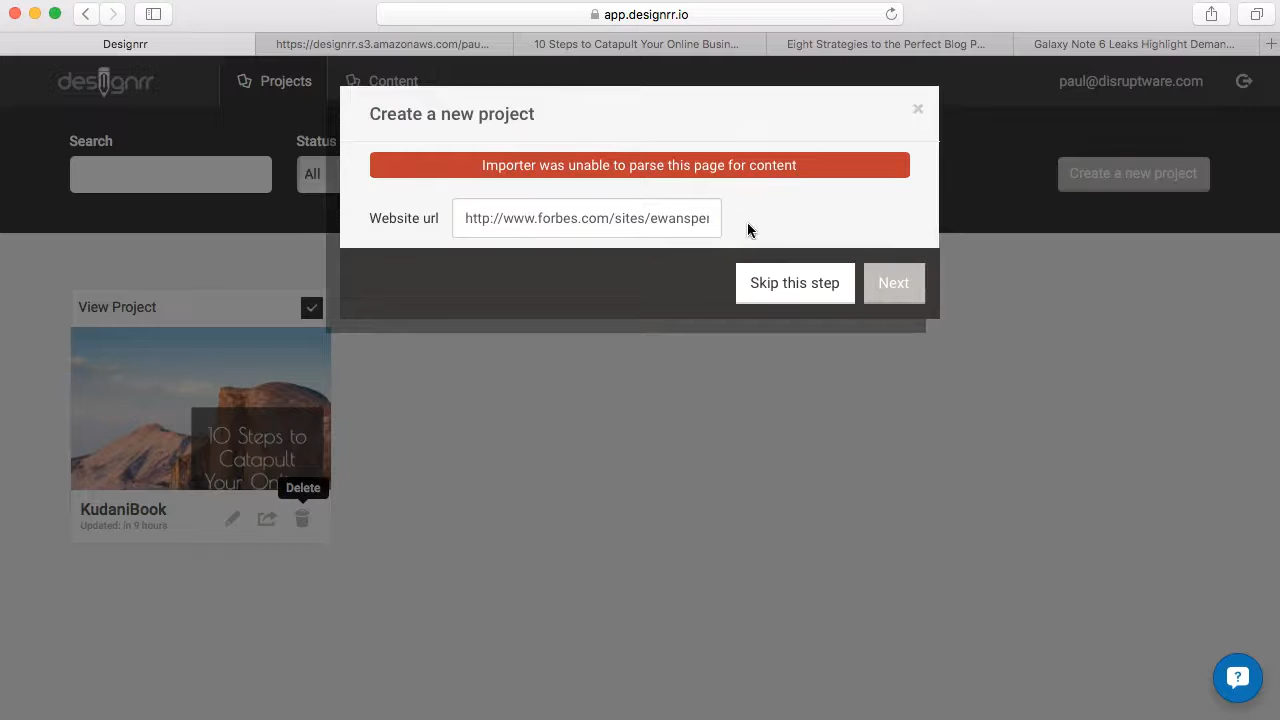 app.designrr.io
Designrr
https://designrr.s3.amazonaws.com/pau...
10 Steps to Catapult Your Online Busin...
Eight Strategies to the Perfect Blog P...
Galaxy Note 6 Leaks Highlight Deman...
designrr
Projects
Content
paul@disruptware.com
Search
Status
All
Create a new project
Create a new project
Importer was unable to parse this page for content
Website url
http://www.forbes.com/sites/ewanspe
Skip this step
Next
View Project
10 Steps to
Catapult
Your Onl
Delete
KudaniBook
Updated: in 9 hours